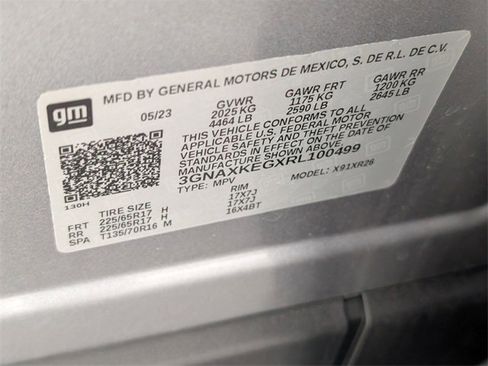 gm
MFD BY GENERAL MOTORS DE MEXICO, S. DE R.L. DE C.V.
05/23 GVWR GAWR FRT GAWR RR
2025 KG 1175 KG 1200 KG
4464 LB 2590 LB 2645 LB
THIS VEHICLE CONFORMS TO ALL
APPLICABLE U.S. FEDERAL MOTOR
VEHICLE SAFETY AND THEFT PREVENTION
STANDARDS IN EFFECT ON THE DATE OF
MANUFACTURE SHOWN ABOVE.
3GNAXKEGXRL100499
TYPE: MPV MODEL: X91XR26
130H
TIRE SIZE RIM
FRT 225/65R17 H 17X7J
RR 225/65R17 H 17X7J
SPA T135/70R16 M 16X4BT